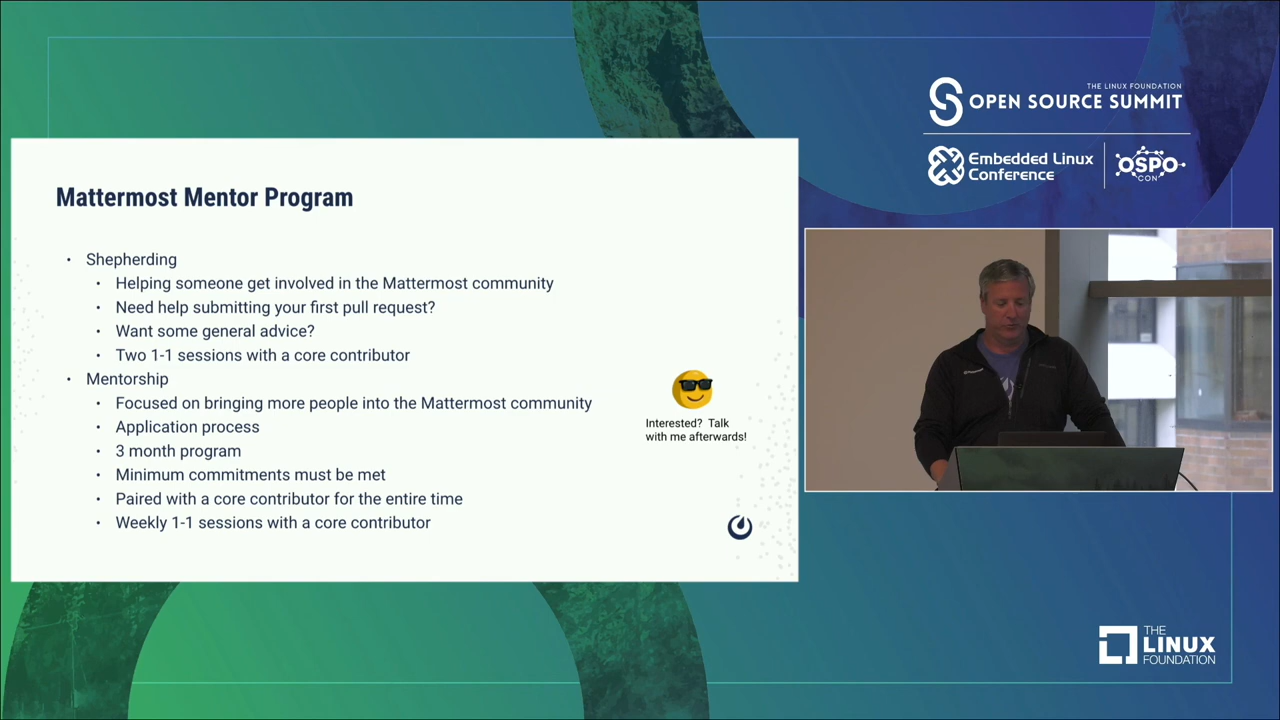 THE LINUX FOUNDATION
OPEN SOURCE SUMMIT
Embedded Linux
Conference
OSPO
CON
Mattermost Mentor Program
• Shepherding
• Helping someone get involved in the Mattermost community
• Need help submitting your first pull request?
• Want some general advice?
• Two 1-1 sessions with a core contributor
• Mentorship
• Focused on bringing more people into the Mattermost community
• Application process
• 3 month program
• Minimum commitments must be met
• Paired with a core contributor for the entire time
• Weekly 1-1 sessions with a core contributor
Interested? Talk
with me afterwards!
THE
LINUX
FOUNDATION